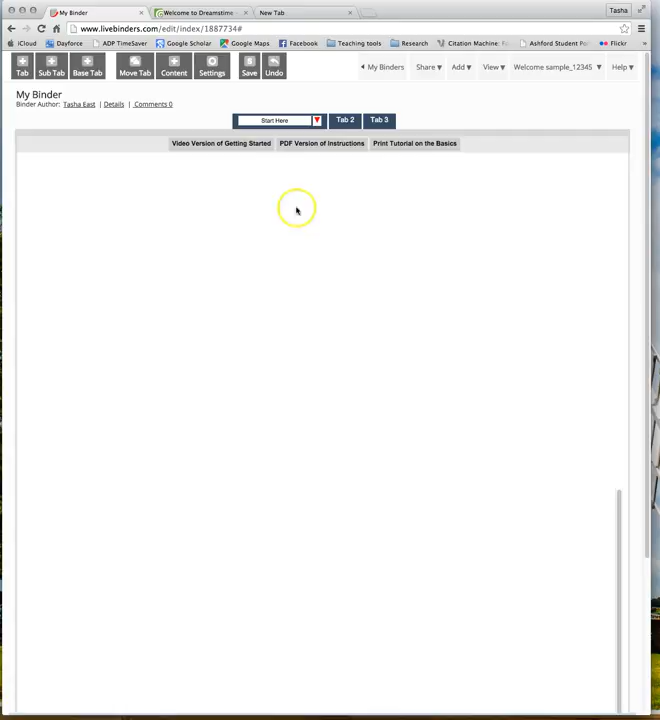 My Binder
Welcome to Dreamstime
New Tab
Tasha
www.livebinders.com/edit/index/1887734#
iCloud Dayforce ADP TimeSaver Google Scholar Google Maps Facebook Teaching tools Research Citation Machine: F Ashford Student Po Flickr
Tab Sub Tab Base Tab Move Tab Content Settings Save Undo My Binders Share Add View Welcome sample_12345 Help
My Binder
Binder Author: Tasha East | Details | Comments 0
Start Here Tab 2 Tab 3
Video Version of Getting Started PDF Version of Instructions Print Tutorial on the Basics